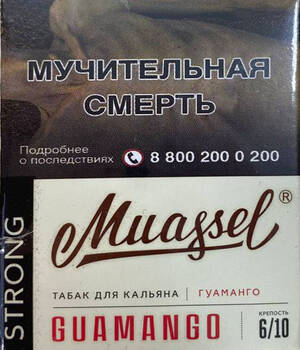 МУЧИТЕЛЬНАЯ
СМЕРТЬ
Подробнее
о последствиях
8 800 200 0 200
STRONG
Muassel®
ТАБАК ДЛЯ КАЛЬЯНА | ГУАМАНГО
GUAMANGO
КРЕПОСТЬ
6/10